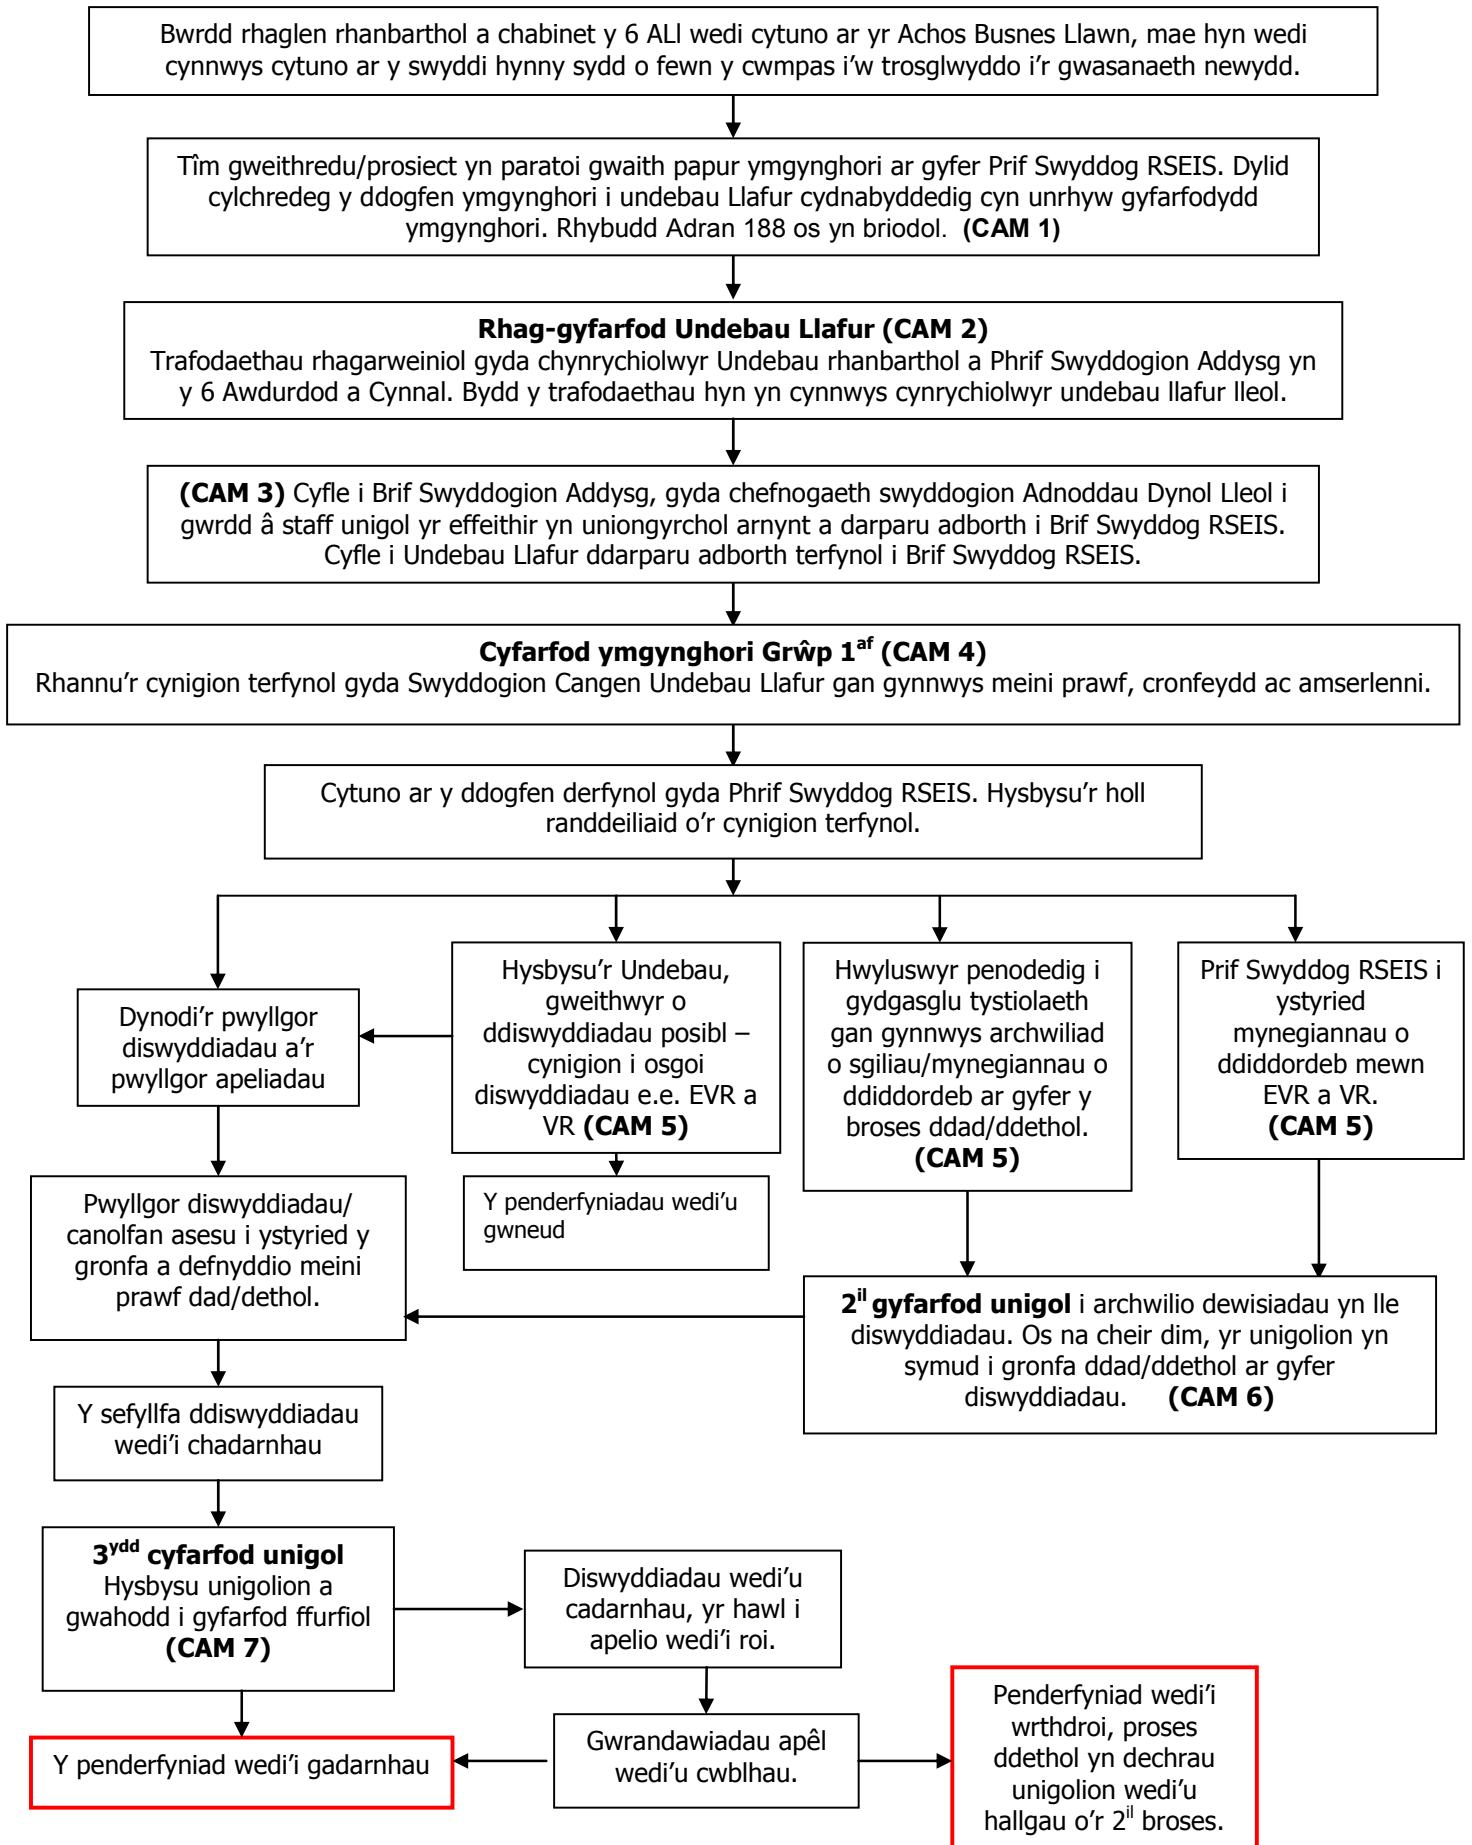 Bwrdd rhaglen rhanbarthol a chabinet y 6 ALl wedi cytuno ar yr Achos Busnes Llawn, mae hyn wedi
cynnwys cytuno ar y swyddi hynny sydd o fewn y cwmpas i'w trosglwyddo i'r gwasanaeth newydd.
Tîm gweithredu/prosiect yn paratoi gwaith papur ymgynghori ar gyfer Prif Swyddog RSEIS. Dylid
cylchredeg y ddogfen ymgynghori i undebau Llafur cydnabyddedig cyn unrhyw gyfarfodydd
ymgynghori. Rhybudd Adran 188 os yn briodol. (CAM 1)
Rhag-gyfarfod Undebau Llafur (CAM 2)
Trafodaethau rhagarweiniol gyda chynrychiolwyr Undebau rhanbarthol a Phrif Swyddogion Addysg yn
y 6 Awdurdod a Cynnal. Bydd y trafodaethau hyn yn cynnwys cynrychiolwyr undebau llafur lleol.
(CAM 3) Cyfle i Brif Swyddogion Addysg, gyda chefnogaeth swyddogion Adnoddau Dynol Lleol i
gwrdd â staff unigol yr effeithir yn uniongyrchol arnynt a darparu adborth i Brif Swyddog RSEIS.
Cyfle i Undebau Llafur ddarparu adborth terfynol i Brif Swyddog RSEIS.
Cyfarfod ymgynghori Grŵp 1af (CAM 4)
Rhannu'r cynigion terfynol gyda Swyddogion Cangen Undebau Llafur gan gynnwys meini prawf, cronfeydd ac amserlenni.
Cytuno ar y ddogfen derfynol gyda Phrif Swyddog RSEIS. Hysbysu'r holl
randdeiliaid o'r cynigion terfynol.
Dynodi'r pwyllgor
diswyddiadau a'r
pwyllgor apeliadau
Hysbysu'r Undebau,
gweithwyr o
ddiswyddiadau posibl –
cynigion i osgoi
diswyddiadau e.e. EVR a
VR (CAM 5)
Hwyluswyr penodedig i
gydgasglu tystiolaeth
gan gynnwys archwiliad
o sgiliau/mynegiannau o
ddiddordeb ar gyfer y
broses ddad/ddethol.
(CAM 5)
Prif Swyddog RSEIS i
ystyried
mynegiannau o
ddiddordeb mewn
EVR a VR.
(CAM 5)
Pwyllgor diswyddiadau/
canolfan asesu i ystyried y
gronfa a defnyddio meini
prawf dad/dethol.
Y penderfyniadau wedi'u
gwneud
2il gyfarfod unigol i archwilio dewisiadau yn lle
diswyddiadau. Os na cheir dim, yr unigolion yn
symud i gronfa ddad/ddethol ar gyfer
diswyddiadau. (CAM 6)
Y sefyllfa ddiswyddiadau
wedi'i chadarnhau
3ydd cyfarfod unigol
Hysbysu unigolion a
gwahodd i gyfarfod ffurfiol
(CAM 7)
Diswyddiadau wedi'u
cadarnhau, yr hawl i
apelio wedi'i roi.
Y penderfyniad wedi'i gadarnhau
Gwrandawiadau apêl
wedi'u cwblhau.
Penderfyniad wedi'i
wrthdroi, proses
ddethol yn dechrau
unigolion wedi'u
hallgau o'r 2il broses.